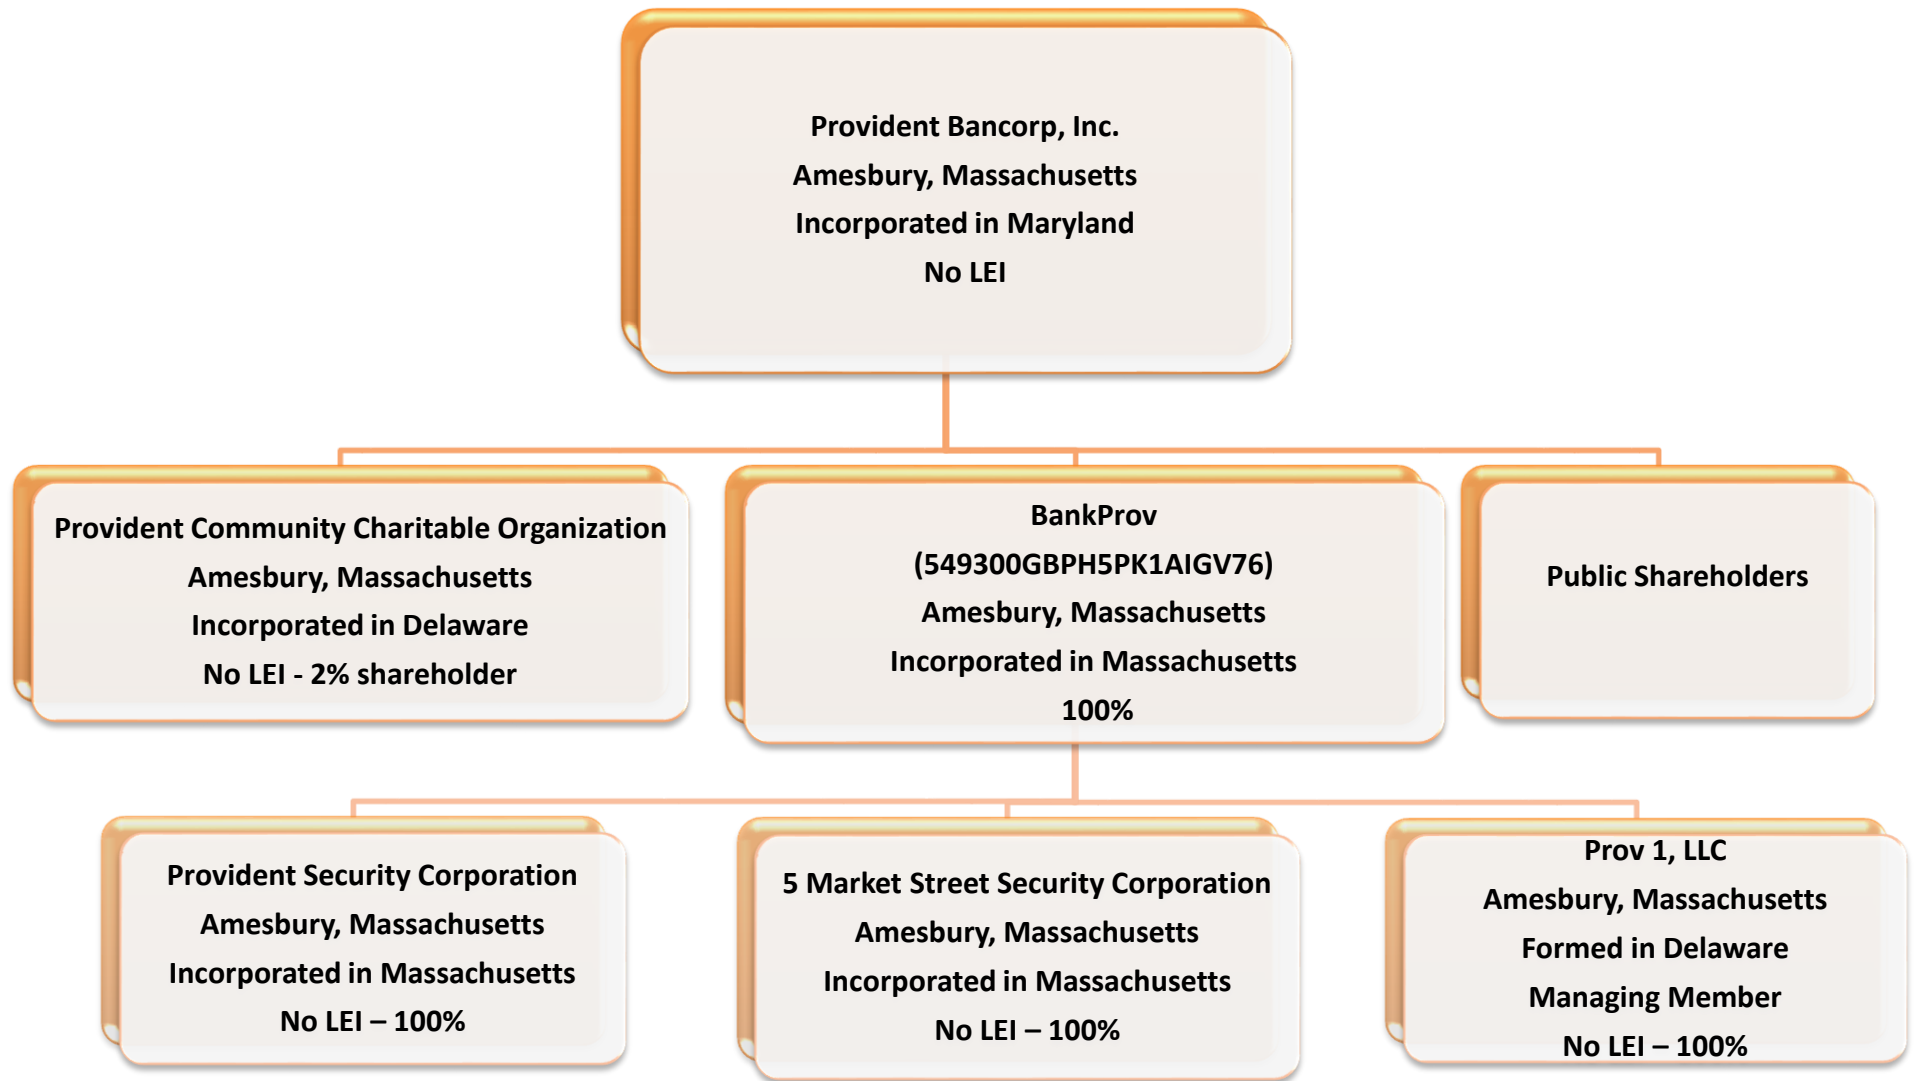 Provident Bancorp, Inc.
Amesbury, Massachusetts
Incorporated in Maryland
No LEI
Provident Community Charitable Organization
Amesbury, Massachusetts
Incorporated in Delaware
No LEI - 2% shareholder
BankProv
(549300GBPH5PK1AIGV76)
Amesbury, Massachusetts
Incorporated in Massachusetts
100%
Public Shareholders
Provident Security Corporation
Amesbury, Massachusetts
Incorporated in Massachusetts
No LEI – 100%
5 Market Street Security Corporation
Amesbury, Massachusetts
Incorporated in Massachusetts
No LEI – 100%
Prov 1, LLC
Amesbury, Massachusetts
Formed in Delaware
Managing Member
No LEI – 100%